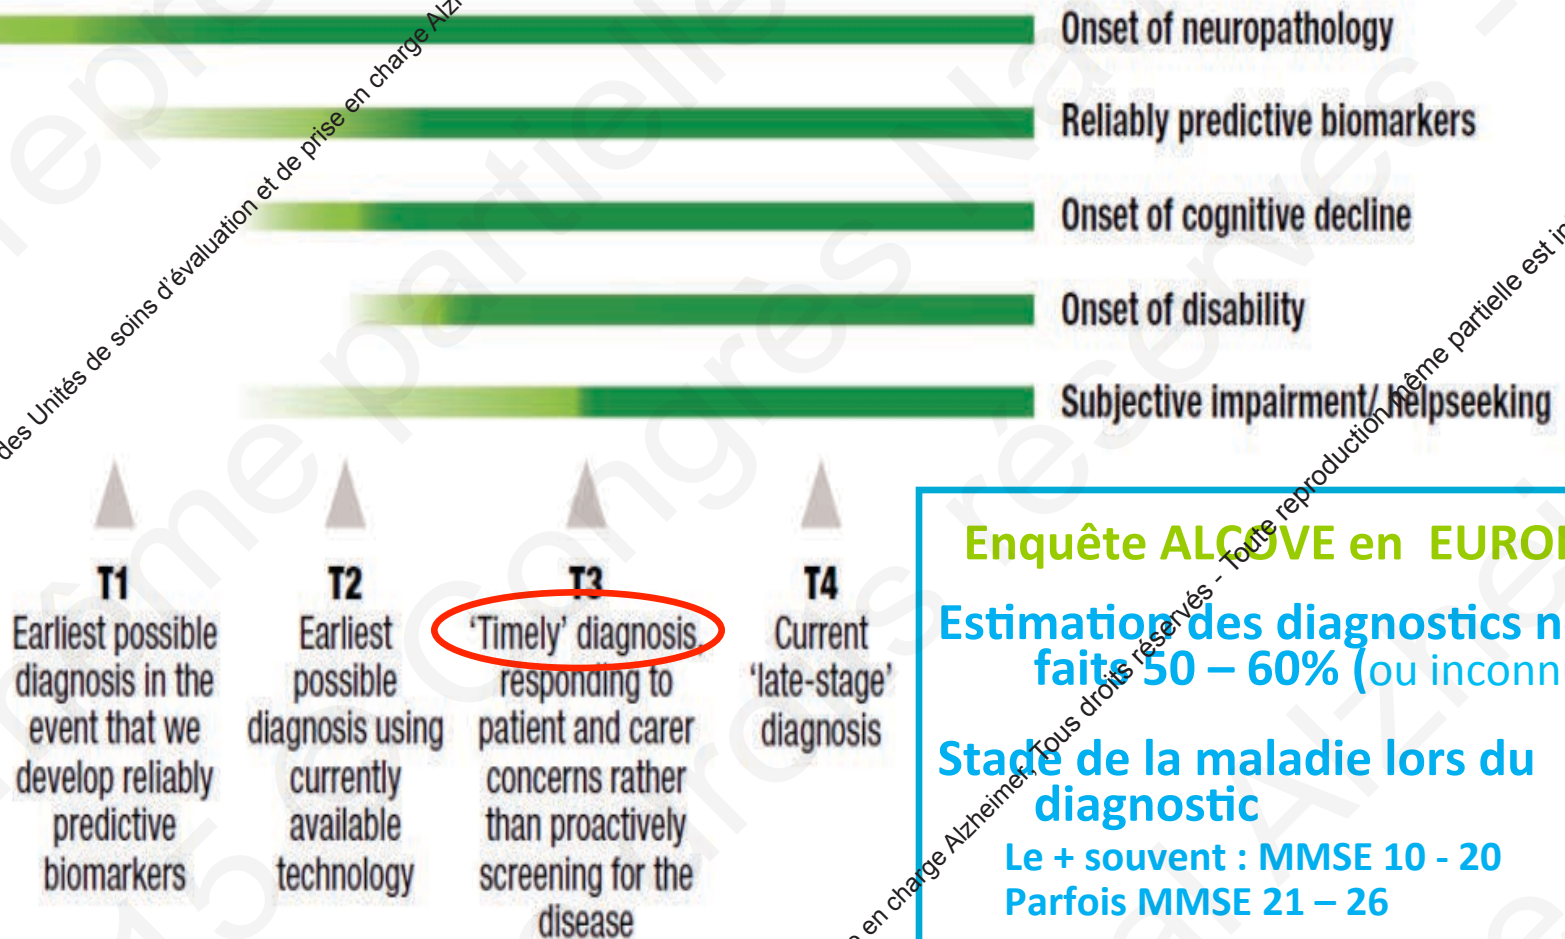 Onset of neuropathology
Reliably predictive biomarkers
Onset of cognitive decline
Onset of disability
Subjective impairment/ helpseeking
T1
Earliest possible
diagnosis in the
event that we
develop reliably
predictive
biomarkers
T2
Earliest
possible
diagnosis using
currently
available
technology
T3
'Timely' diagnosis,
responding to
patient and carer
concerns rather
than proactively
screening for the
disease
T4
Current
'late-stage'
diagnosis
Enquête ALCOVE en EUROP
Estimation des diagnostics n
faits 50 – 60% (ou inconn
Stade de la maladie lors du
diagnostic
Le + souvent : MMSE 10 - 20
Parfois MMSE 21 – 26
des Unités de soins d'évaluation et de prise en charge Alz
en charge Alzheimer, Tous droits réservés - Toute reproduction même partielle est in